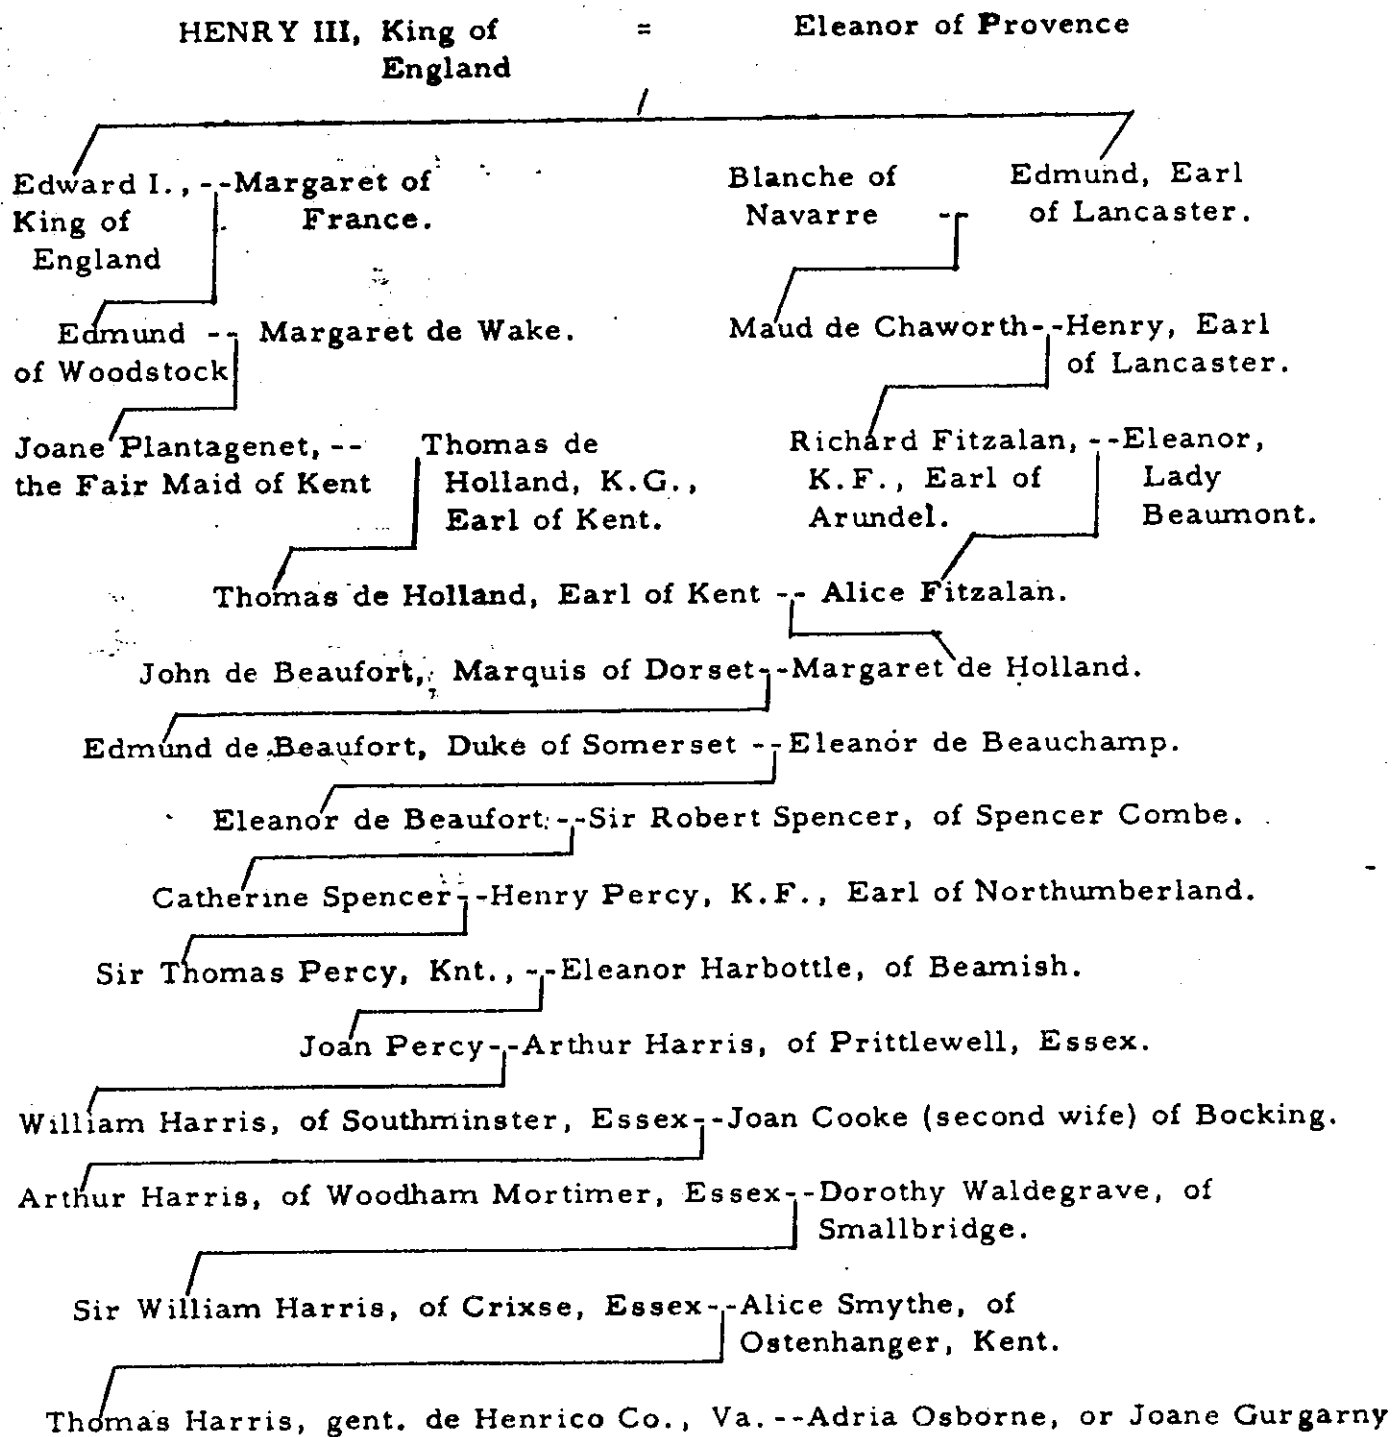 HENRY III, King of England = Eleanor of Provence
Edward I., --Margaret of
King of France.
England
Blanche of Edmund, Earl
Navarre -- of Lancaster.
Edmund -- Margaret de Wake.
of Woodstock
Maud de Chaworth--Henry, Earl
of Lancaster.
Joane Plantagenet, -- Thomas de
the Fair Maid of Kent Holland, K.G.,
Earl of Kent.
Richard Fitzalan, --Eleanor,
K.F., Earl of Lady
Arundel. Beaumont.
Thomas de Holland, Earl of Kent -- Alice Fitzalan.
John de Beaufort, Marquis of Dorset--Margaret de Holland.
Edmund de Beaufort, Duke of Somerset --Eleanor de Beauchamp.
Eleanor de Beaufort --Sir Robert Spencer, of Spencer Combe.
Catherine Spencer--Henry Percy, K.F., Earl of Northumberland.
Sir Thomas Percy, Knt., --Eleanor Harbottle, of Beamish.
Joan Percy--Arthur Harris, of Prittlewell, Essex.
William Harris, of Southminster, Essex--Joan Cooke (second wife) of Bocking.
Arthur Harris, of Woodham Mortimer, Essex--Dorothy Waldegrave, of
Smallbridge.
Sir William Harris, of Crixse, Essex--Alice Smythe, of
Ostenhanger, Kent.
Thomas Harris, gent. de Henrico Co., Va. --Adria Osborne, or Joane Gurgarny